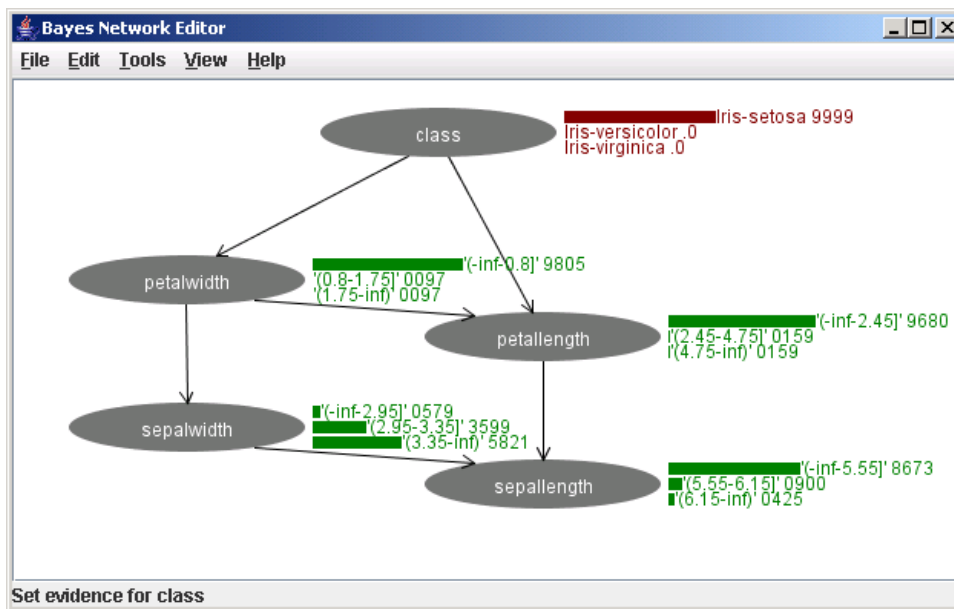 Bayes Network Editor
File Edit Tools View Help
class
Iris-setosa 9999
Iris-versicolor .0
Iris-virginica .0
petalwidth
'(-inf-0.8]' 9805
'(0.8-1.75]' 0097
'(1.75-inf)' 0097
petallength
'(-inf-2.45]' 9680
'(2.45-4.75]' 0159
'(4.75-inf)' 0159
sepalwidth
'(-inf-2.95]' 0579
'(2.95-3.35]' 3599
'(3.35-inf)' 5821
sepallength
'(-inf-5.55]' 8673
'(5.55-6.15]' 0900
'(6.15-inf)' 0425
Set evidence for class